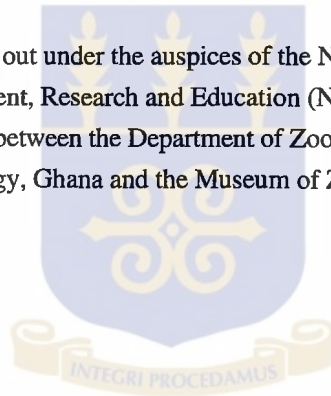 out under the auspices of the N
ent, Research and Education (N
between the Department of Zoo
gy, Ghana and the Museum of Z
INTEGRI PROCEDAMUS